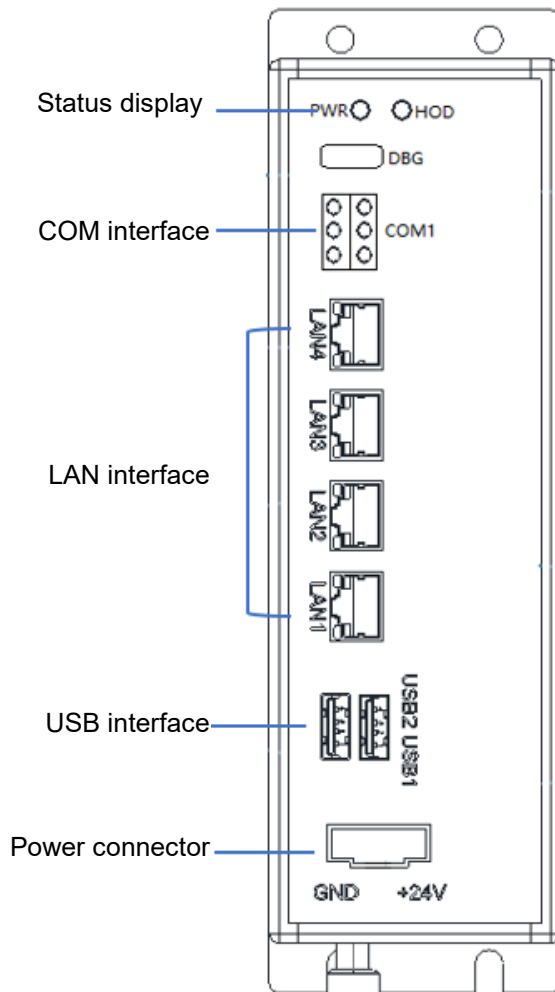 Status display
PWR HOD
DBG
COM interface
COM1
LAN4
LAN interface
LAN3
LAN2
LAN1
USB interface
USB2 USB1
Power connector
GND +24V